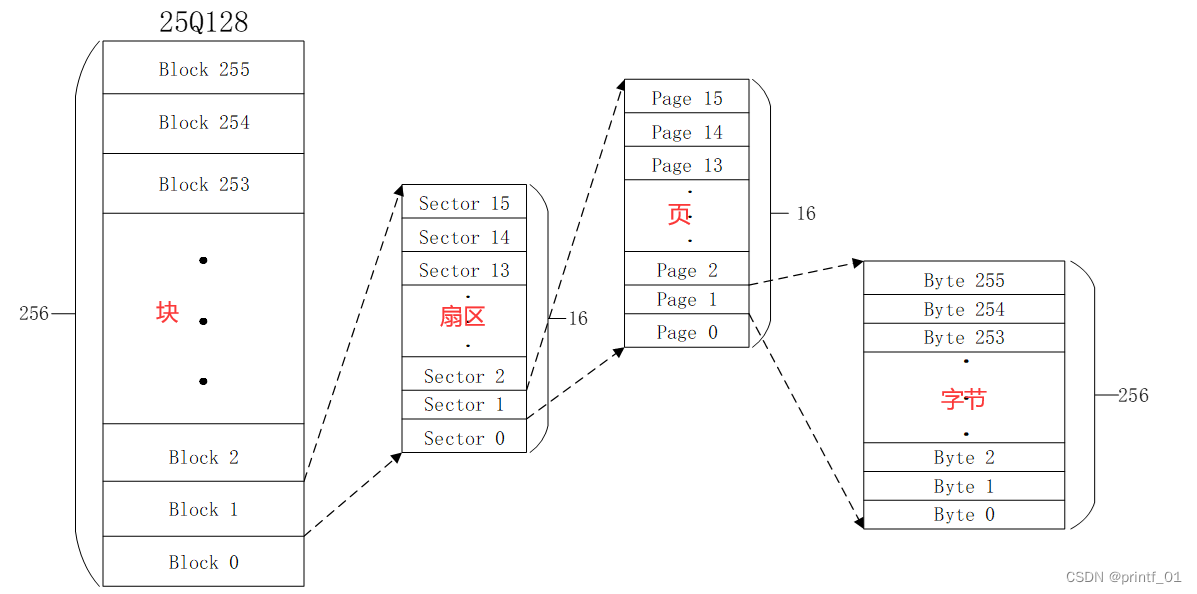 25Q128
Block 255
Block 254
Block 253
块
Block 2
Block 1
Block 0
256
Sector 15
Sector 14
Sector 13
扇区
Sector 2
Sector 1
Sector 0
16
Page 15
Page 14
Page 13
页
Page 2
Page 1
Page 0
16
Byte 255
Byte 254
Byte 253
字节
Byte 2
Byte 1
Byte 0
256
CSDN @printf_01